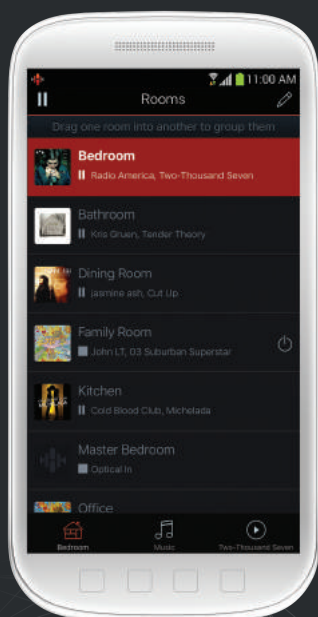 11:00 AM
Rooms
Drag one room into another to group them
Bedroom
Radio America, Two-Thousand Seven
Bathroom
Kris Gruen, Tender Theory
Dining Room
jasmine ash, Cut Up
Family Room
John LT, 03 Suburban Superstar
Kitchen
Cold Blood Club, Michelada
Master Bedroom
Optical In
Office
Bedroom
Music
Two-Thousand Seven